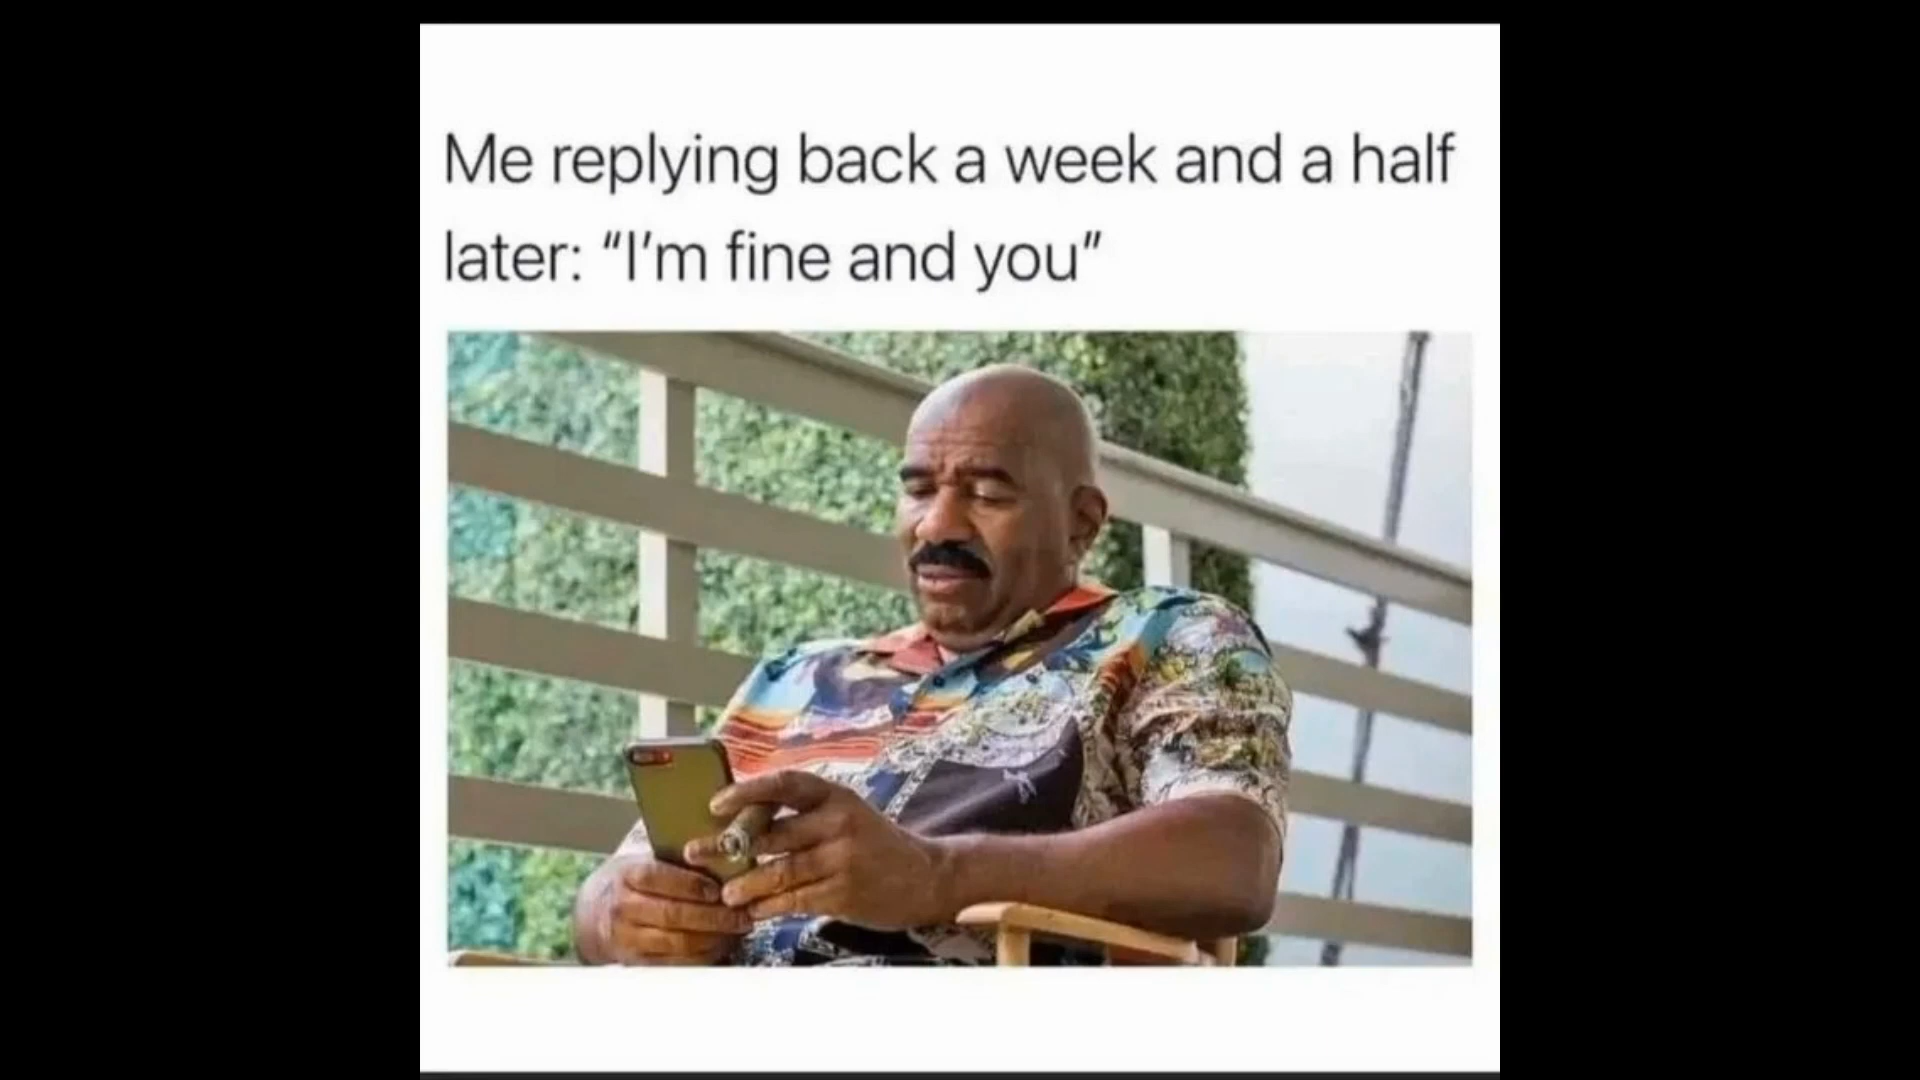 Me replying back a week and a half
later: “I’m fine and you”